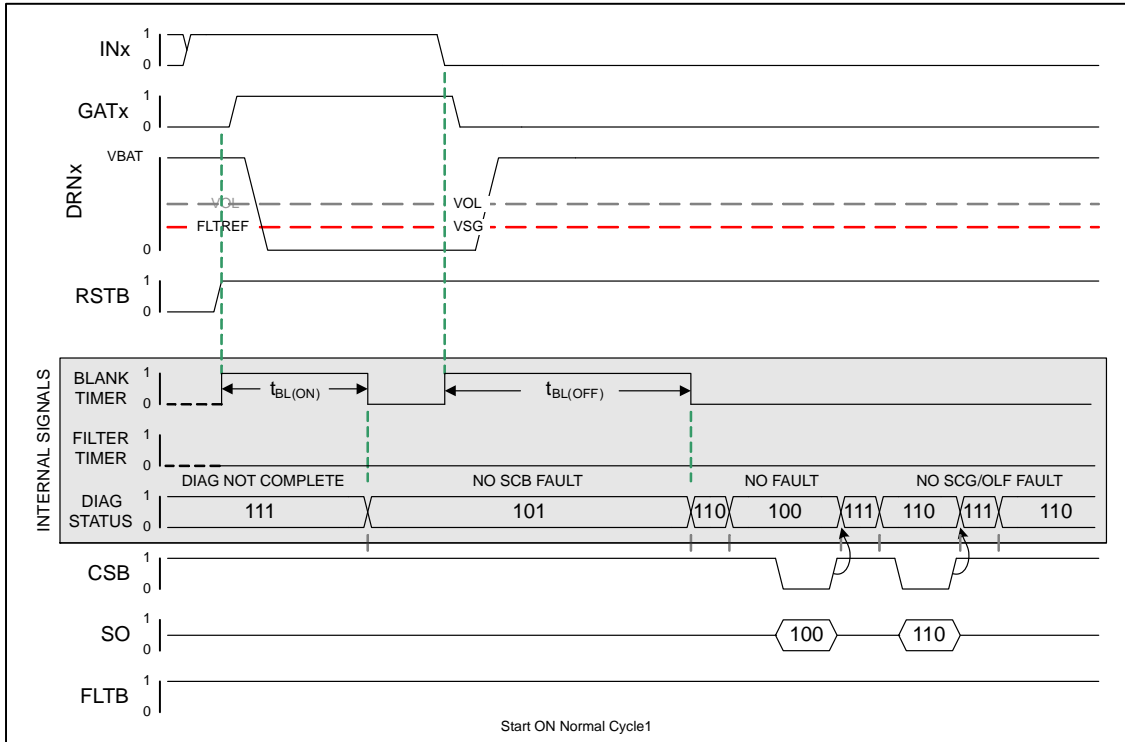 INx 1 0
GATx 1 0
DRNx VBAT 0
VOL VOL
FLTREF VSG
RSTB 1 0
INTERNAL SIGNALS
BLANK TIMER 1 0
tBL(ON) tBL(OFF)
FILTER TIMER 1 0
DIAG NOT COMPLETE NO SCB FAULT NO FAULT NO SCG/OLF FAULT
DIAG STATUS 1 0
111 101 110 100 111 110 111 110
CSB 1 0
SO 1 0
100 110
FLTB 1 0
Start ON Normal Cycle1